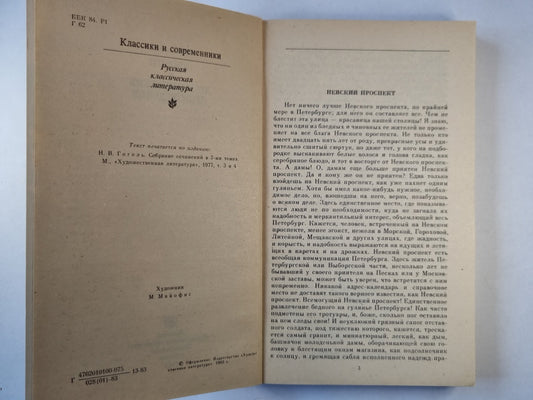 ББК 84. Р1
Г 62
Классики и современники
Русская
классическая
литература
Текст печатается по изданию:
Н. В. Гоголь. Собрание сочинений в 7-ми томах.
М., «Художественная литература», 1977, т. 3 и 4
Художник
М. Майофис
Г 4702010100-075 13-83
028(01)-83
© Оформление. Издательство «Художественная литература», 1983 г.
НЕВСКИЙ ПРОСПЕКТ
Нет ничего лучше Невского проспекта, по крайней
мере в Петербурге; для него он составляет все. Чем не
блестит эта улица — красавица нашей столицы! Я знаю,
что ни один из бледных и чиновных ее жителей не променяет
на все блага Невского проспекта. Не только кто
имеет двадцать пять лет от роду, прекрасные усы и
удивительно сшитый сюртук, но даже тот, у кого на подбородке
выскакивают белые волоса и голова гладка, как
серебряное блюдо, и тот в восторге от Невского проспекта.
А дамы! О, дамам еще больше приятен Невский
проспект. Да и кому же он не приятен? Едва только
взойдешь на Невский проспект, как уже пахнет одним
гуляньем. Хотя бы имел какое-нибудь нужное, необходимое
дело, но, взошедши на него, верно, позабудешь
о всяком деле. Здесь единственное место, где показываются
люди не по необходимости, куда не загнала их
надобность и меркантильный интерес, объемлющий весь
Петербург. Кажется, человек, встреченный на Невском
проспекте, менее эгоист, нежели в Морской, Гороховой,
Литейной, Мещанской и других улицах, где жадность,
и корысть, и надобность выражаются на идущих и летящих
в каретах и на дрожках. Невский проспект есть
всеобщая коммуникация Петербурга. Здесь житель Петербургской
или Выборгской части, несколько лет не
бывавший у своего приятеля на Песках или у Московской
заставы, может быть уверен, что встретится с ним
непременно. Никакой адрес-календарь и справочное
место не доставят такого верного известия, как Невский
проспект. Всемогущий Невский проспект! Единственное
развлечение бедного на гулянье Петербурга! Как чисто
подметены его тротуары, и, боже, сколько ног оставило
на нем следы свои! И неуклюжий грязный сапог отставного
солдата, под тяжестью которого, кажется, трескается
самый гранит, и миниатюрный, легкий, как дым,
башмачок молоденькой дамы, оборачивающей свою головку
к блестящим окнам магазина, как подсолнечник
к солнцу, и гремящая сабля исполненного надежд пра-
3